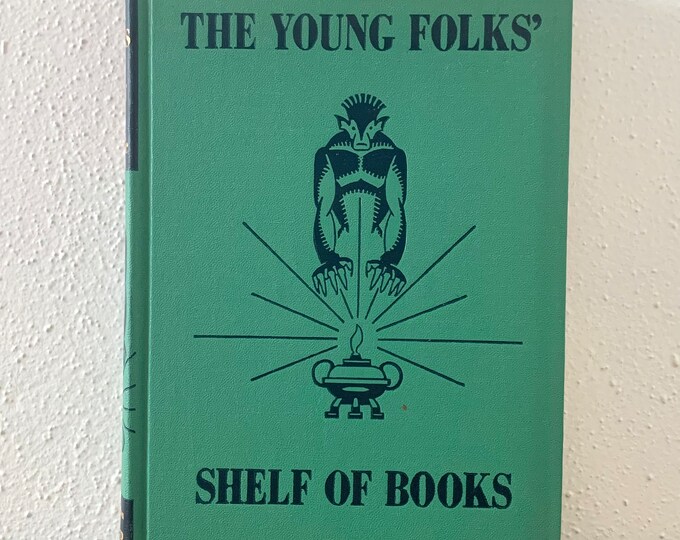 THE YOUNG FOLKS’
SHELF OF BOOKS